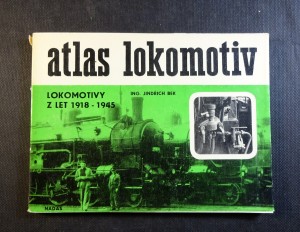 atlas lokomotiv
ING. JINDŘICH BEK
LOKOMOTIVY
Z LET 1918 - 1945
NADAS